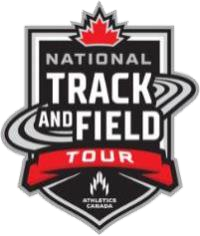 NATIONAL
TRACK
AND FIELD
TOUR
ATHLETICS
CANADA